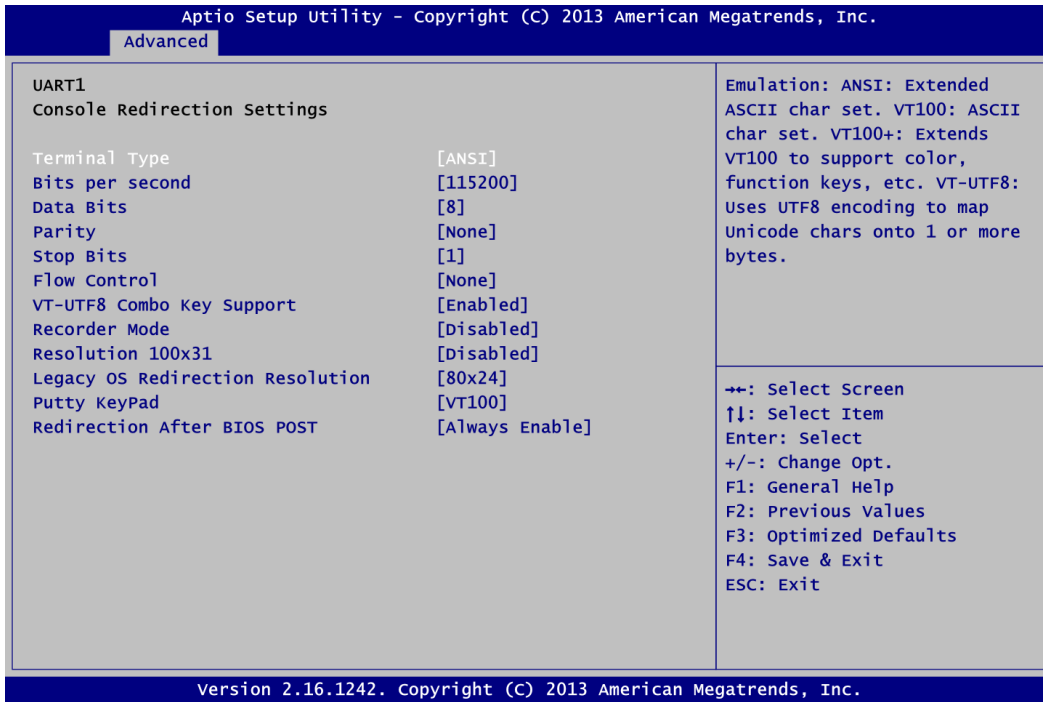 Aptio Setup Utility – Copyright (C) 2013 American Megatrends, Inc.
Advanced
UART1
Console Redirection Settings
Terminal Type [ANSI]
Bits per second [115200]
Data Bits [8]
Parity [None]
Stop Bits [1]
Flow Control [None]
VT-UTF8 Combo Key Support [Enabled]
Recorder Mode [Disabled]
Resolution 100x31 [Disabled]
Legacy OS Redirection Resolution [80x24]
Putty KeyPad [VT100]
Redirection After BIOS POST [Always Enable]
Emulation: ANSI: Extended
ASCII char set. VT100: ASCII
char set. VT100+: Extends
VT100 to support color,
function keys, etc. VT-UTF8:
Uses UTF8 encoding to map
Unicode chars onto 1 or more
bytes.
→←: Select Screen
↑↓: Select Item
Enter: Select
+/-: Change Opt.
F1: General Help
F2: Previous Values
F3: Optimized Defaults
F4: Save & Exit
ESC: Exit
Version 2.16.1242. Copyright (C) 2013 American Megatrends, Inc.